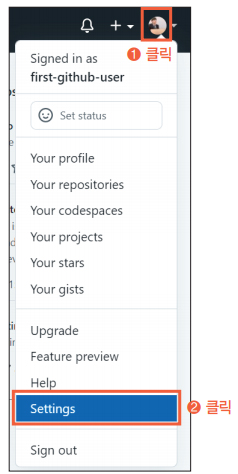 ❶ 클릭
Signed in as
first-github-user
Set status
Your profile
Your repositories
Your codespaces
Your projects
Your stars
Your gists
Upgrade
Feature preview
Help
Settings
❷ 클릭
Sign out